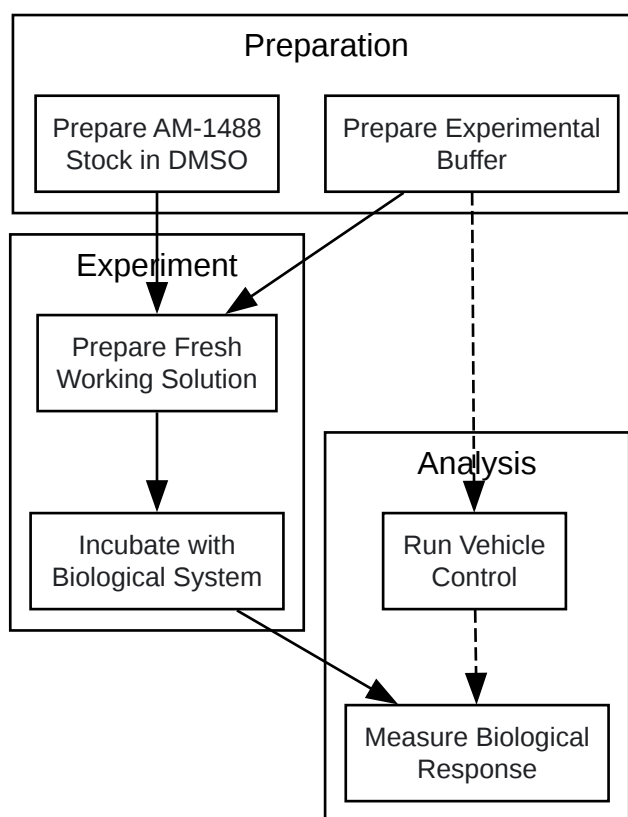 Preparation
Prepare AM-1488
Stock in DMSO
Prepare Experimental
Buffer
Experiment
Prepare Fresh
Working Solution
Incubate with
Biological System
Analysis
Run Vehicle
Control
Measure Biological
Response